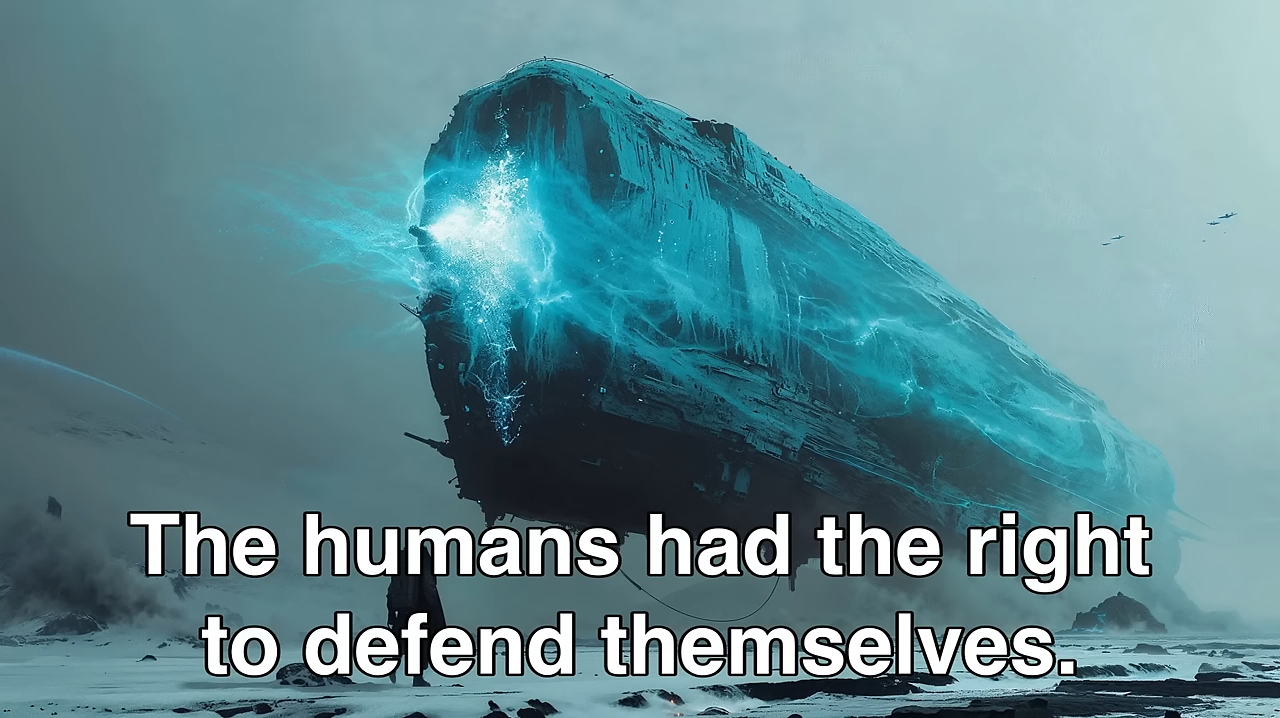 The humans had the right
to defend themselves.